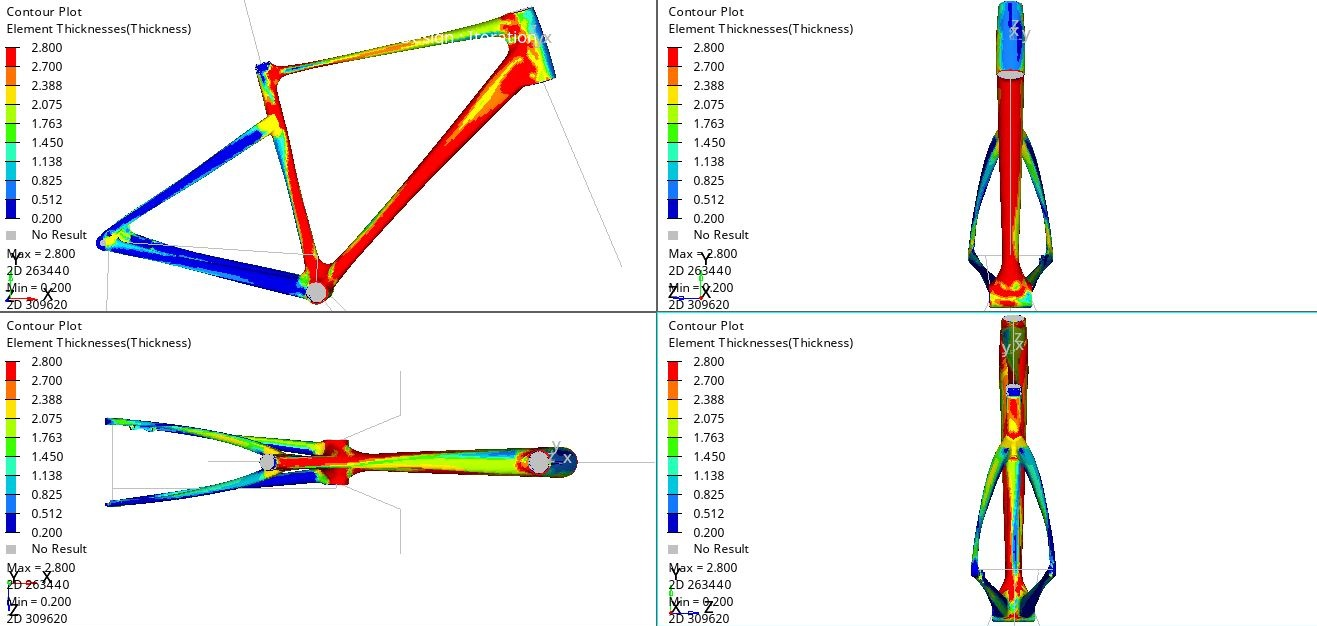 Contour Plot
Element Thicknesses(Thickness)
2.800
2.700
2.388
2.075
1.763
1.450
1.138
0.825
0.512
0.200
No Result
Max = 2.800
2D 263440
Min = 0.200
2D 309620
Y
Z X
Design Iteration
x
Contour Plot
Element Thicknesses(Thickness)
2.800
2.700
2.388
2.075
1.763
1.450
1.138
0.825
0.512
0.200
No Result
Max = 2.800
2D 263440
Min = 0.200
2D 309620
Y
Z X
z
x y
Contour Plot
Element Thicknesses(Thickness)
2.800
2.700
2.388
2.075
1.763
1.450
1.138
0.825
0.512
0.200
No Result
Max = 2.800
2D 263440
Min = 0.200
2D 309620
Y X
Z
y
z x
Contour Plot
Element Thicknesses(Thickness)
2.800
2.700
2.388
2.075
1.763
1.450
1.138
0.825
0.512
0.200
No Result
Max = 2.800
2D 263440
Min = 0.200
2D 309620
Y
X Z
z
y x